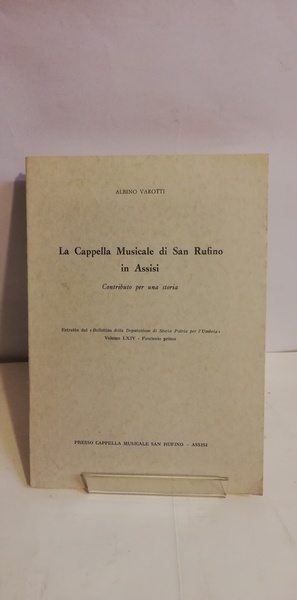 ALBINO VAROTTI
La Cappella Musicale di San Rufino
in Assisi
Contributo per una storia
Estratto dal «Bollettino della Deputazione di Storia Patria per l'Umbria»
Volume LXIV - Fascicolo primo
PRESSO CAPPELLA MUSICALE SAN RUFINO - ASSISI